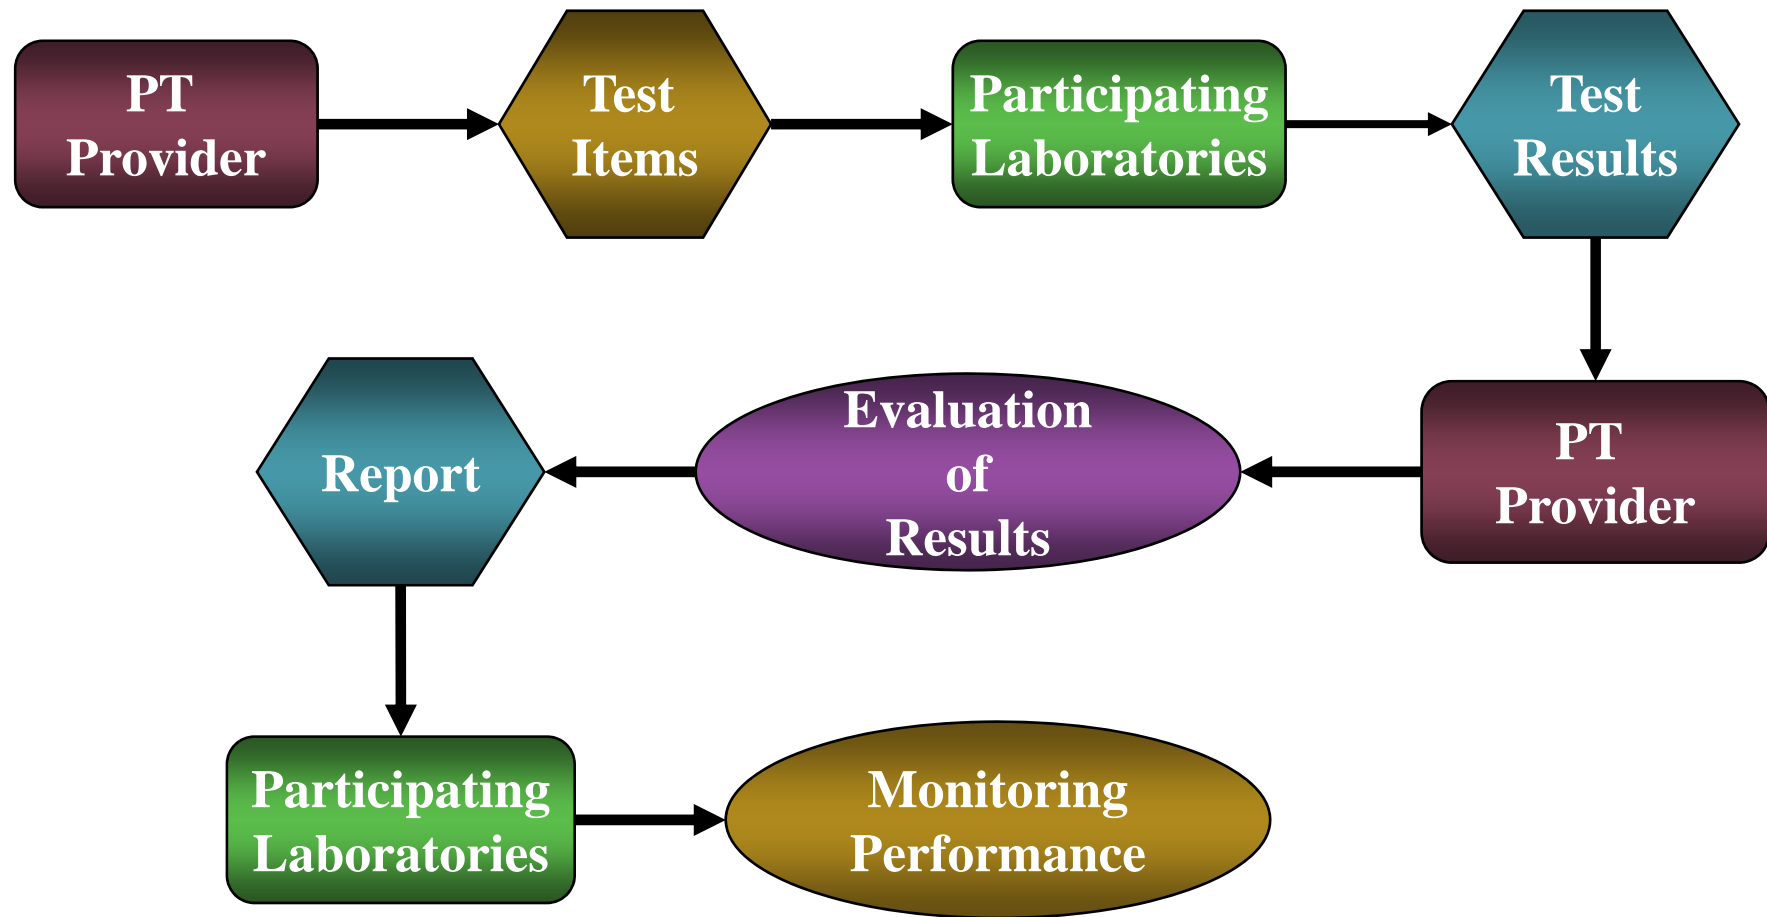 PT
Provider
Test
Items
Participating
Laboratories
Test
Results
PT
Provider
Evaluation
of
Results
Report
Participating
Laboratories
Monitoring
Performance